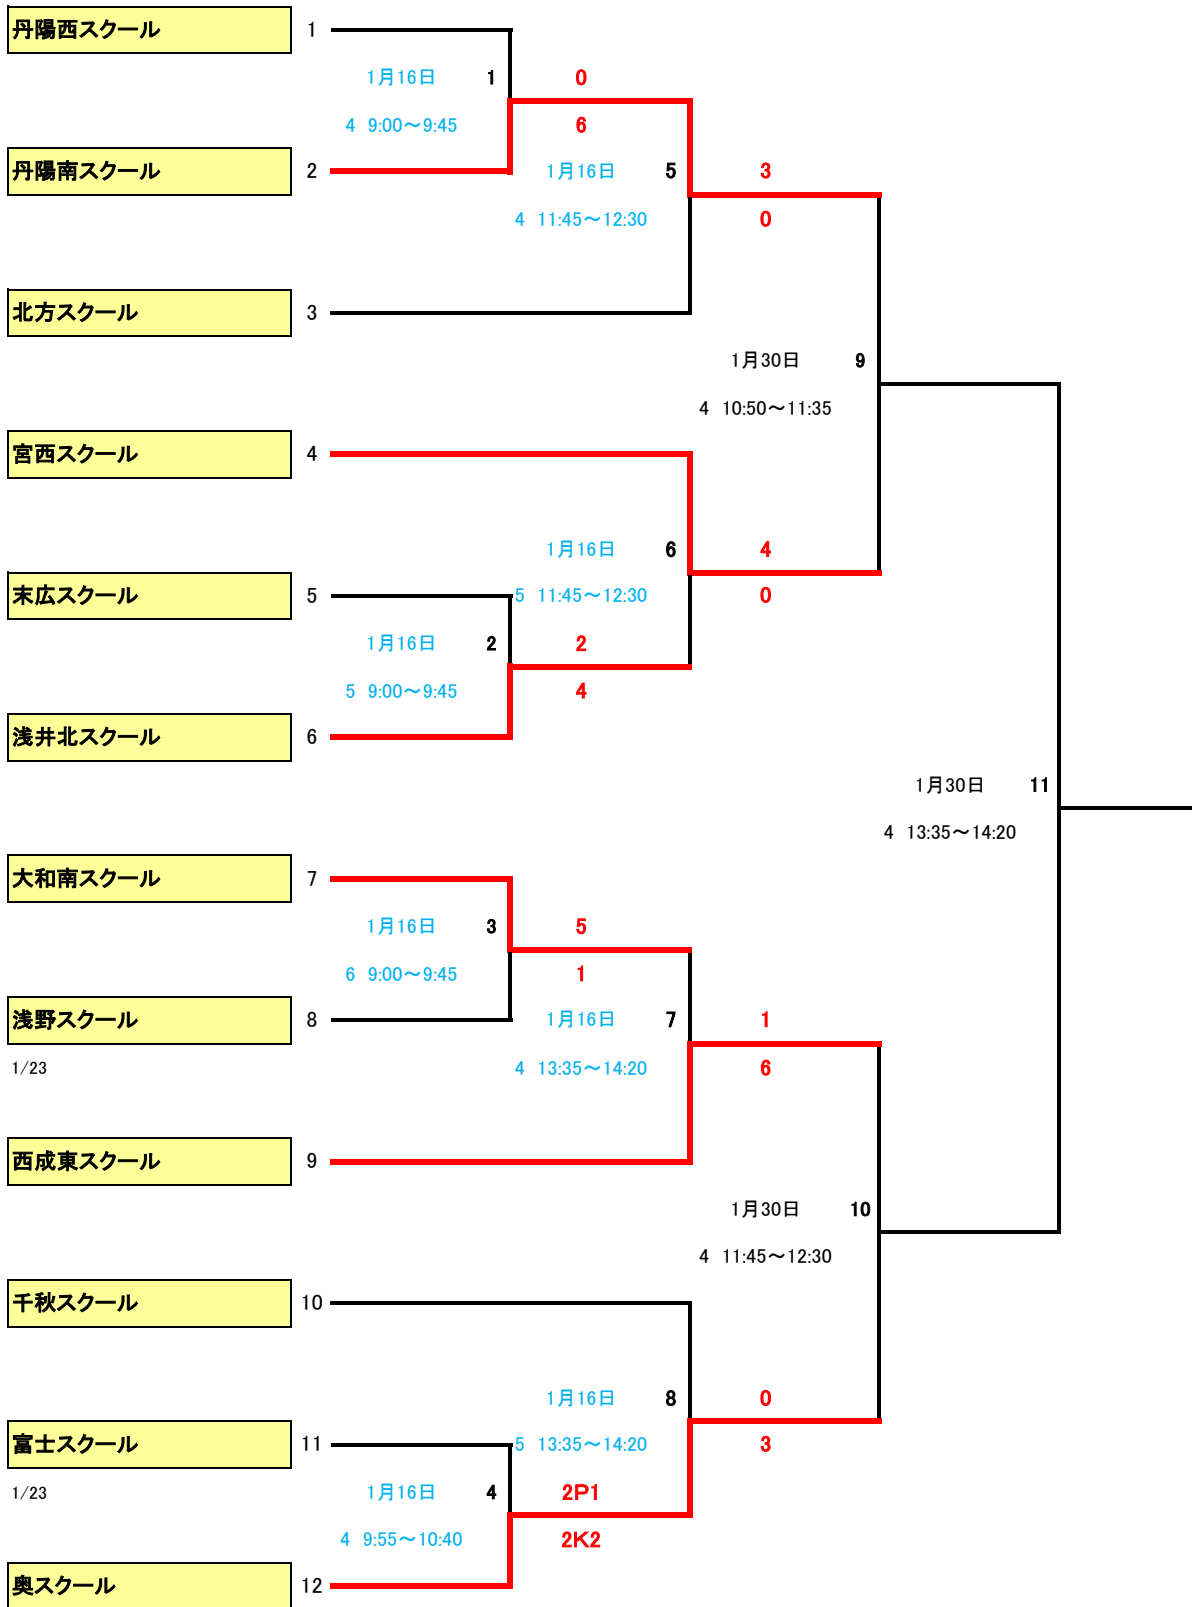 丹陽西スクール 1
1月16日 1 0
4 9:00～9:45 6
丹陽南スクール 2 1月16日 5 3
4 11:45～12:30 0
北方スクール 3
1月30日 9
4 10:50～11:35
宮西スクール 4
1月16日 6 4
末広スクール 5 5 11:45～12:30 0
1月16日 2 2
5 9:00～9:45 4
浅井北スクール 6
1月30日 11
4 13:35～14:20
大和南スクール 7
1月16日 3 5
6 9:00～9:45 1
浅野スクール 8 1月16日 7 1
1/23 4 13:35～14:20 6
西成東スクール 9
1月30日 10
4 11:45～12:30
千秋スクール 10
1月16日 8 0
富士スクール 11 5 13:35～14:20 3
1/23 1月16日 4 2P1
4 9:55～10:40 2K2
奥スクール 12